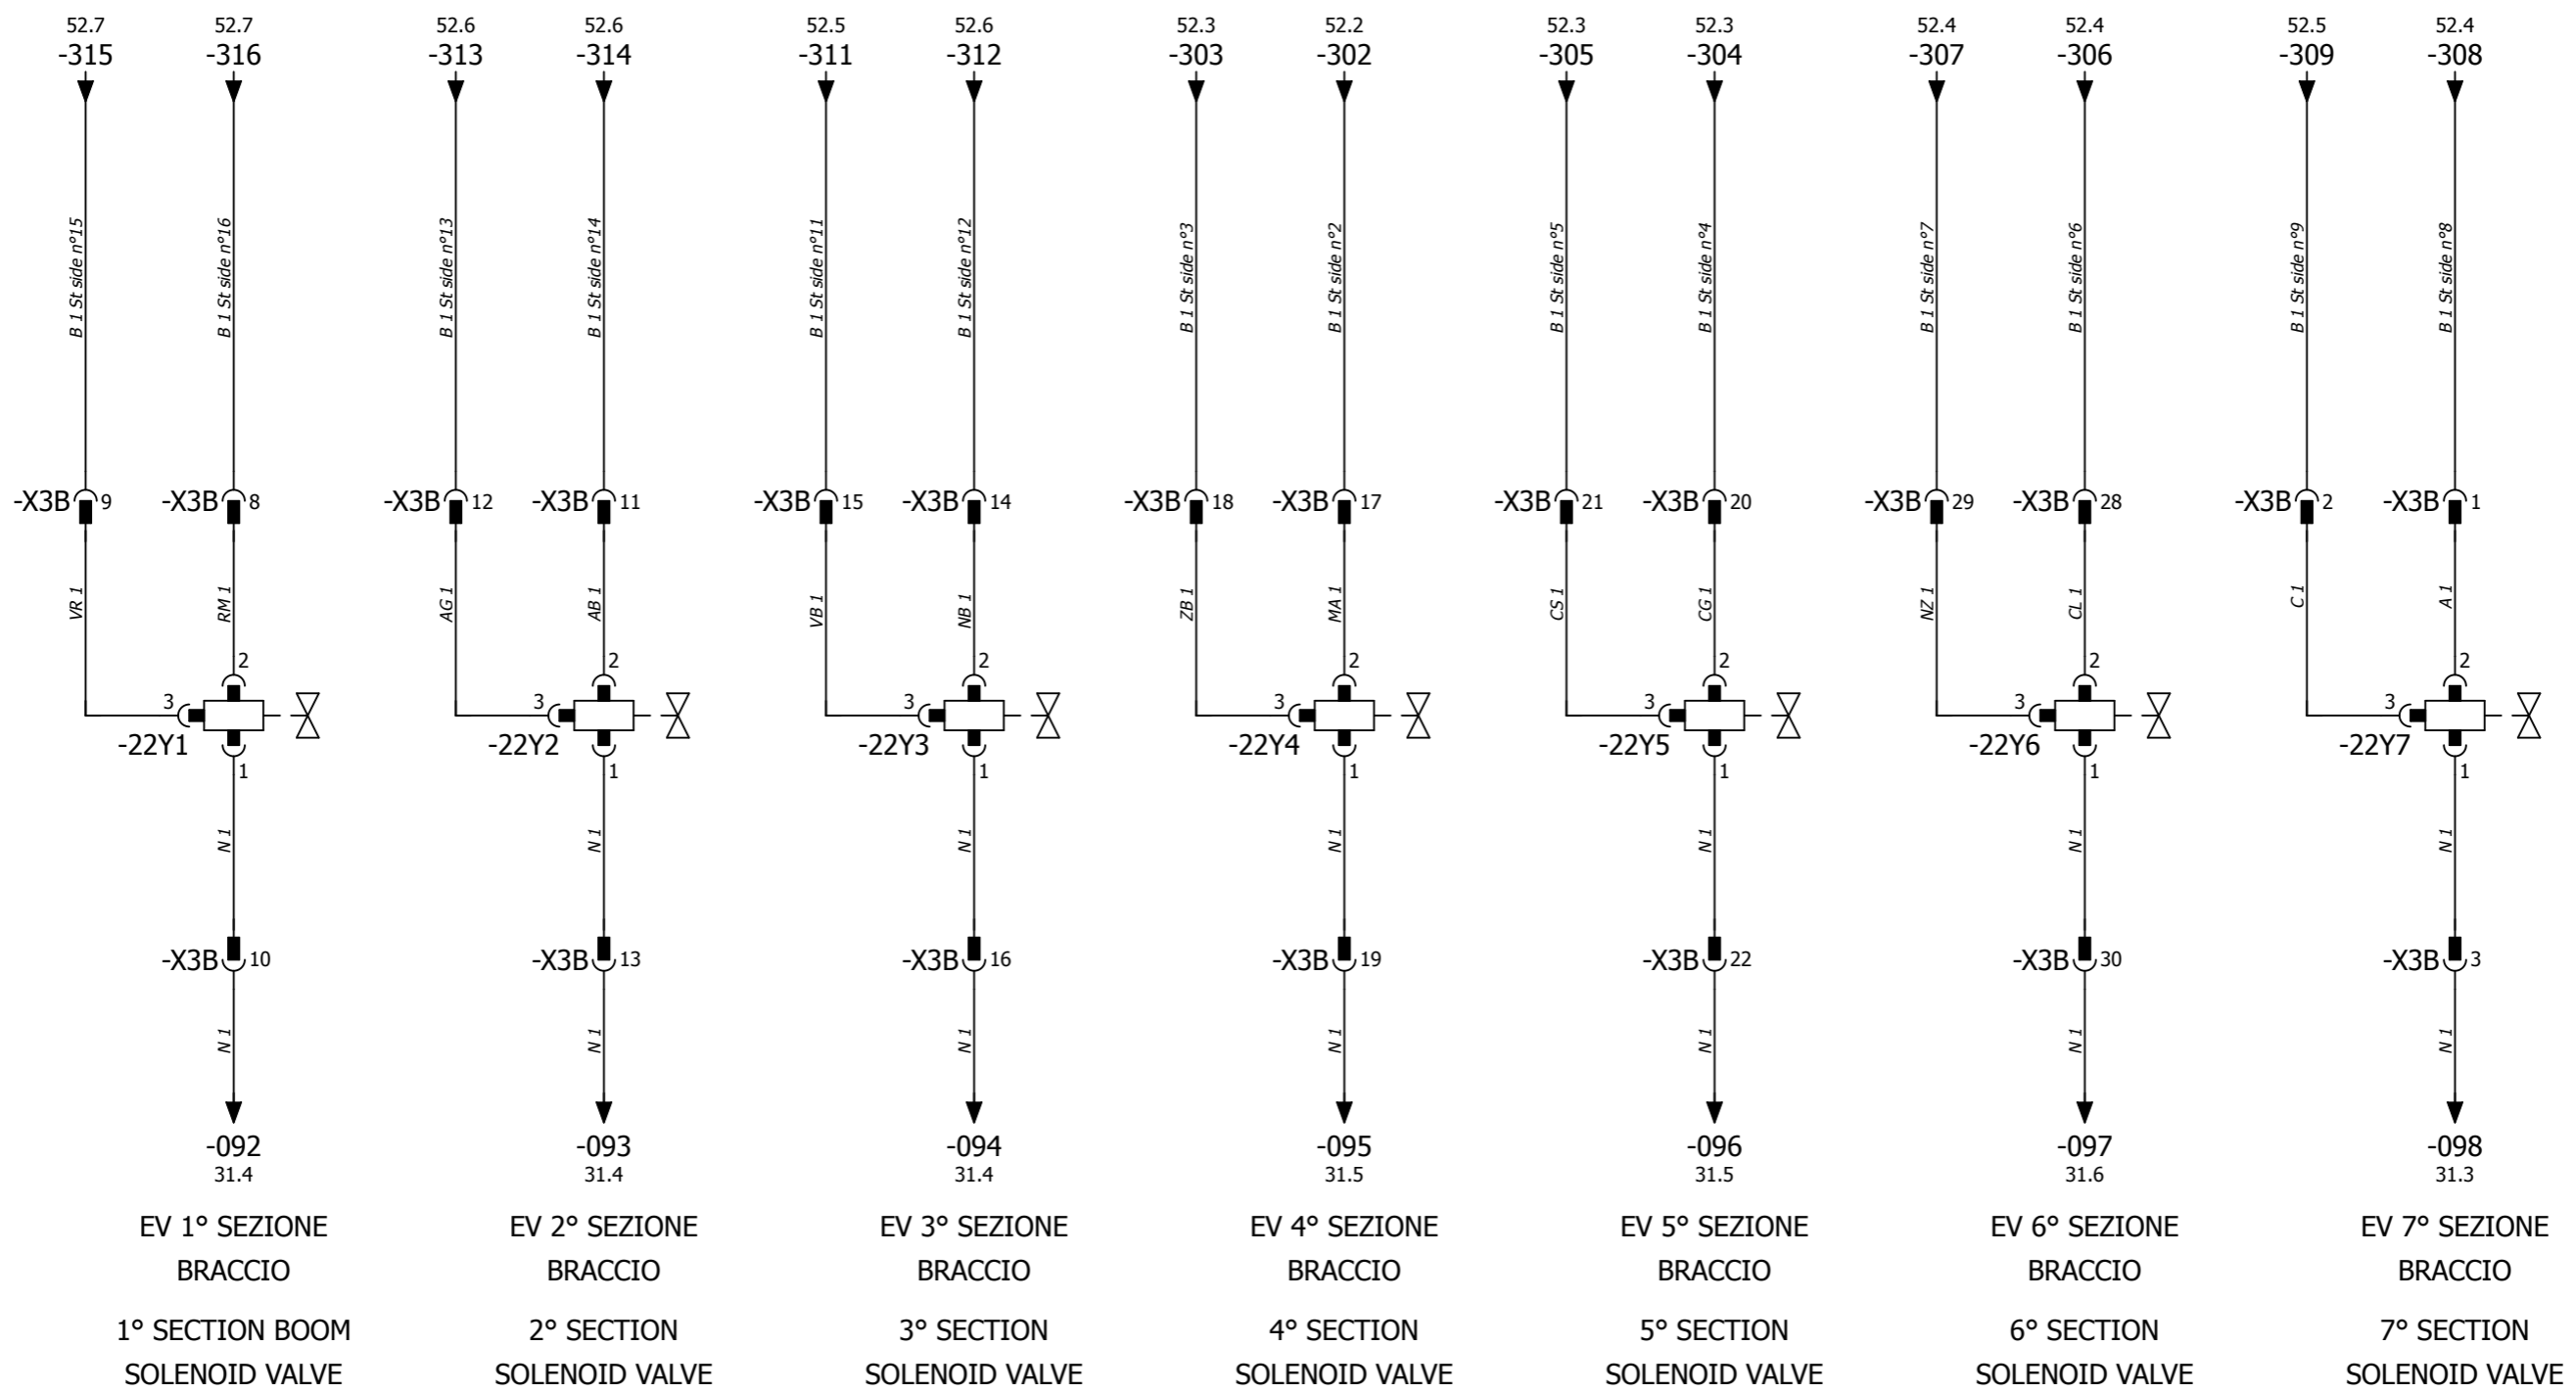 52.7 52.7 52.6 52.6 52.5 52.6 52.3 52.2 52.3 52.3 52.4 52.4 52.5 52.4
-315 -316 -313 -314 -311 -312 -303 -302 -305 -304 -307 -306 -309 -308
B 1 St side n°15 B 1 St side n°16 B 1 St side n°13 B 1 St side n°14 B 1 St side n°11 B 1 St side n°12 B 1 St side n°3 B 1 St side n°2 B 1 St side n°5 B 1 St side n°4 B 1 St side n°7 B 1 St side n°6 B 1 St side n°9 B 1 St side n°8
-X3B 9 -X3B 8 -X3B 12 -X3B 11 -X3B 15 -X3B 14 -X3B 18 -X3B 17 -X3B 21 -X3B 20 -X3B 29 -X3B 28 -X3B 2 -X3B 1
VR 1 RM 1 AG 1 AB 1 VB 1 NB 1 ZB 1 MA 1 CS 1 CG 1 NZ 1 CL 1 C 1 A 1
2 2 2 2 2 2 2
3 3 3 3 3 3 3
-22Y1 -22Y2 -22Y3 -22Y4 -22Y5 -22Y6 -22Y7
1 1 1 1 1 1 1
N 1 N 1 N 1 N 1 N 1 N 1 N 1
-X3B 10 -X3B 13 -X3B 16 -X3B 19 -X3B 22 -X3B 30 -X3B 3
N 1 N 1 N 1 N 1 N 1 N 1 N 1
-092 -093 -094 -095 -096 -097 -098
31.4 31.4 31.4 31.5 31.5 31.6 31.3
EV 1° SEZIONE EV 2° SEZIONE EV 3° SEZIONE EV 4° SEZIONE EV 5° SEZIONE EV 6° SEZIONE EV 7° SEZIONE
BRACCIO BRACCIO BRACCIO BRACCIO BRACCIO BRACCIO BRACCIO
1° SECTION BOOM 2° SECTION 3° SECTION 4° SECTION 5° SECTION 6° SECTION 7° SECTION
SOLENOID VALVE SOLENOID VALVE SOLENOID VALVE SOLENOID VALVE SOLENOID VALVE SOLENOID VALVE SOLENOID VALVE